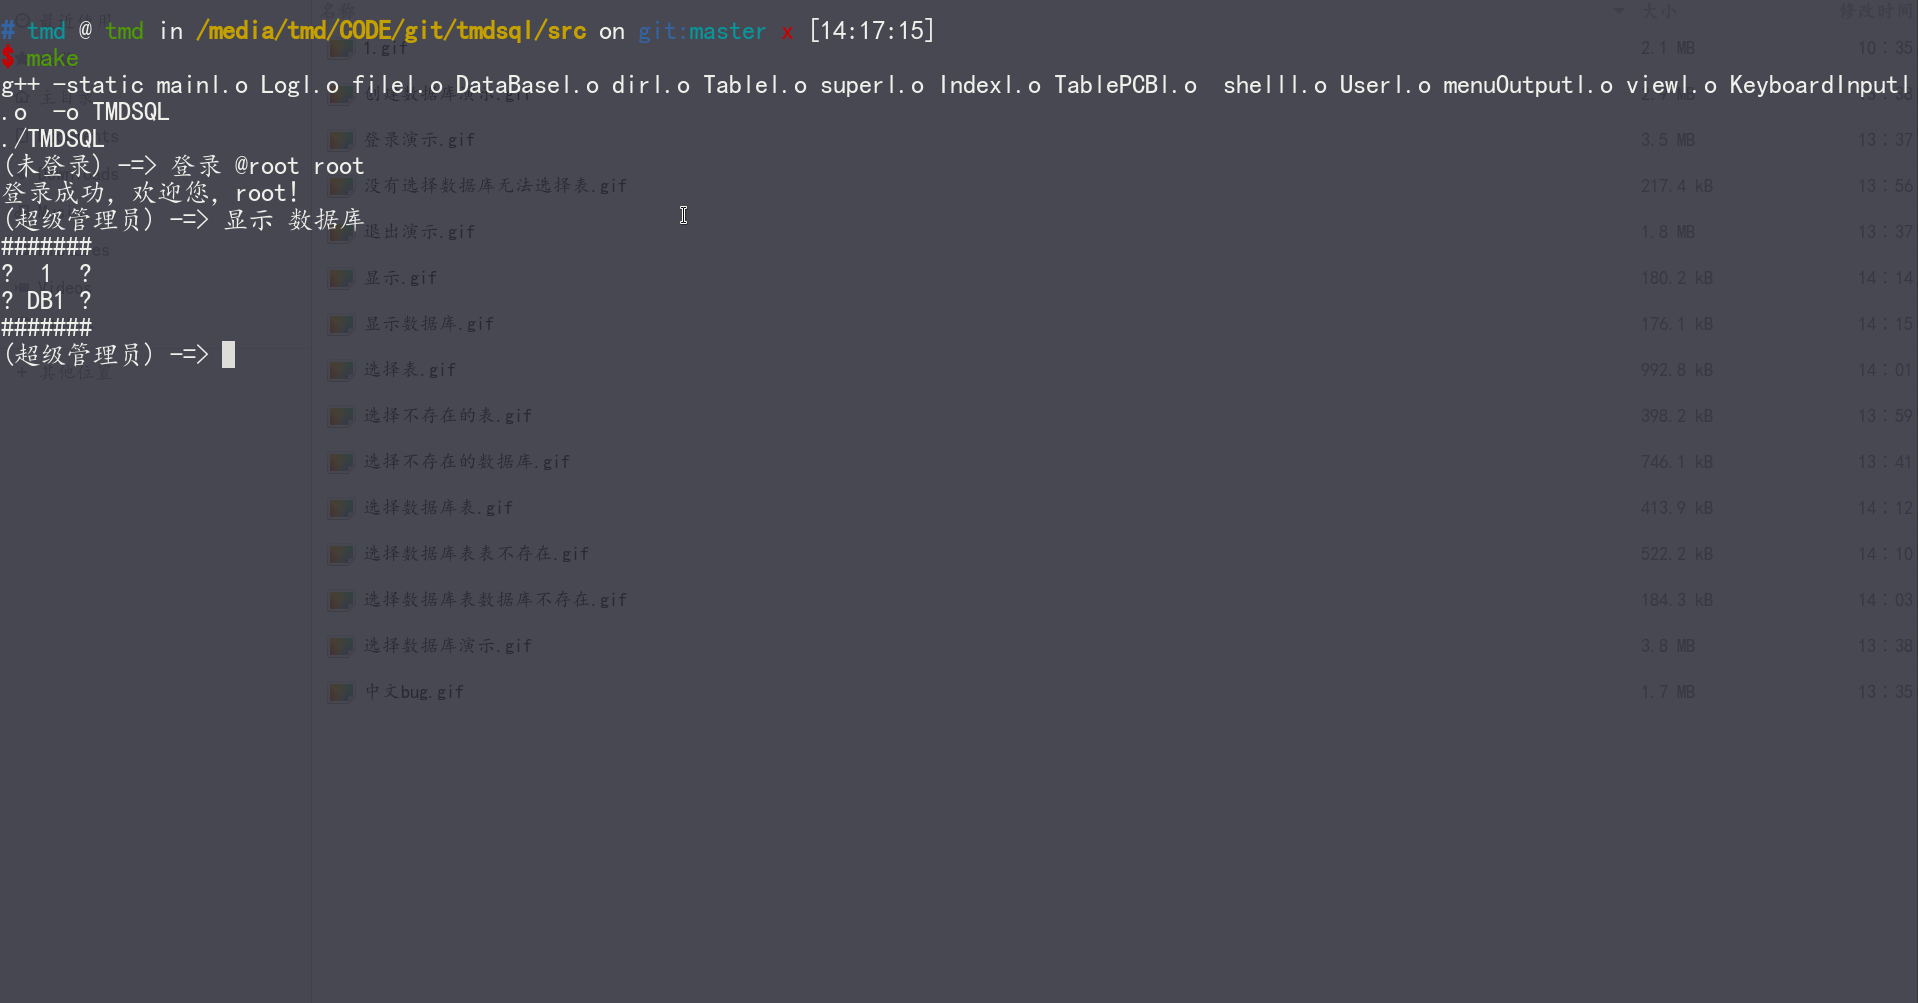 # tmd @ tmd in /media/tmd/CODE/git/tmdsql/src on git:master x [14:17:15]
$ make
g++ -static mainl.o Logl.o filel.o DataBasel.o dirl.o Tablel.o superl.o Indexl.o TablePCBl.o  shelll.o Userl.o menuOutputl.o viewl.o KeyboardInputl
.o  -o TMDSQL
./TMDSQL
(未登录) -=> 登录 @root root
登录成功, 欢迎您, root!
(超级管理员) -=> 显示 数据库
#######
?  1  ?
? DB1 ?
#######
(超级管理员) -=>
名称 大小 修改时间
1.gif 2.1 MB 10:35
创建数据库演示.gif
登录演示.gif 3.5 MB 13:37
没有选择数据库无法选择表.gif 217.4 kB 13:56
退出演示.gif 1.8 MB 13:37
显示.gif 180.2 kB 14:14
显示数据库.gif 176.1 kB 14:15
选择表.gif 992.8 kB 14:01
选择不存在的表.gif 398.2 kB 13:59
选择不存在的数据库.gif 746.1 kB 13:41
选择数据库表.gif 413.9 kB 14:12
选择数据库表表不存在.gif 522.2 kB 14:10
选择数据库表数据库不存在.gif 184.3 kB 14:03
选择数据库演示.gif 3.8 MB 13:38
中文bug.gif 1.7 MB 13:35
+ 其他位置